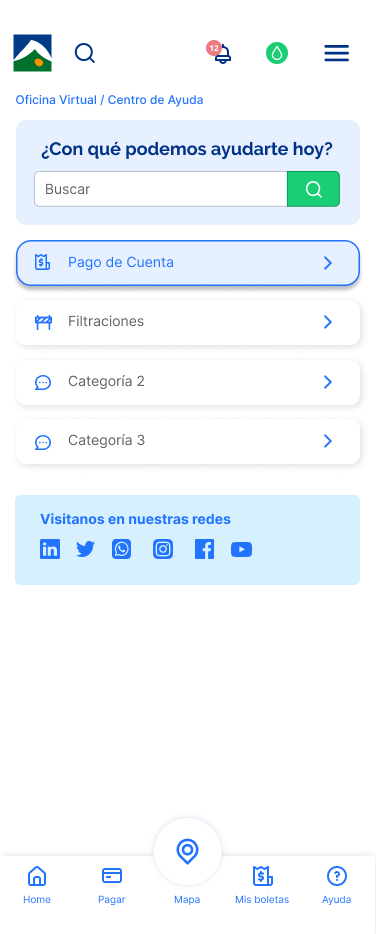 12
Oficina Virtual / Centro de Ayuda
¿Con qué podemos ayudarte hoy?
Buscar
Pago de Cuenta
Filtraciones
Categoría 2
Categoría 3
Visitanos en nuestras redes
Home
Pagar
Mapa
Mis boletas
Ayuda